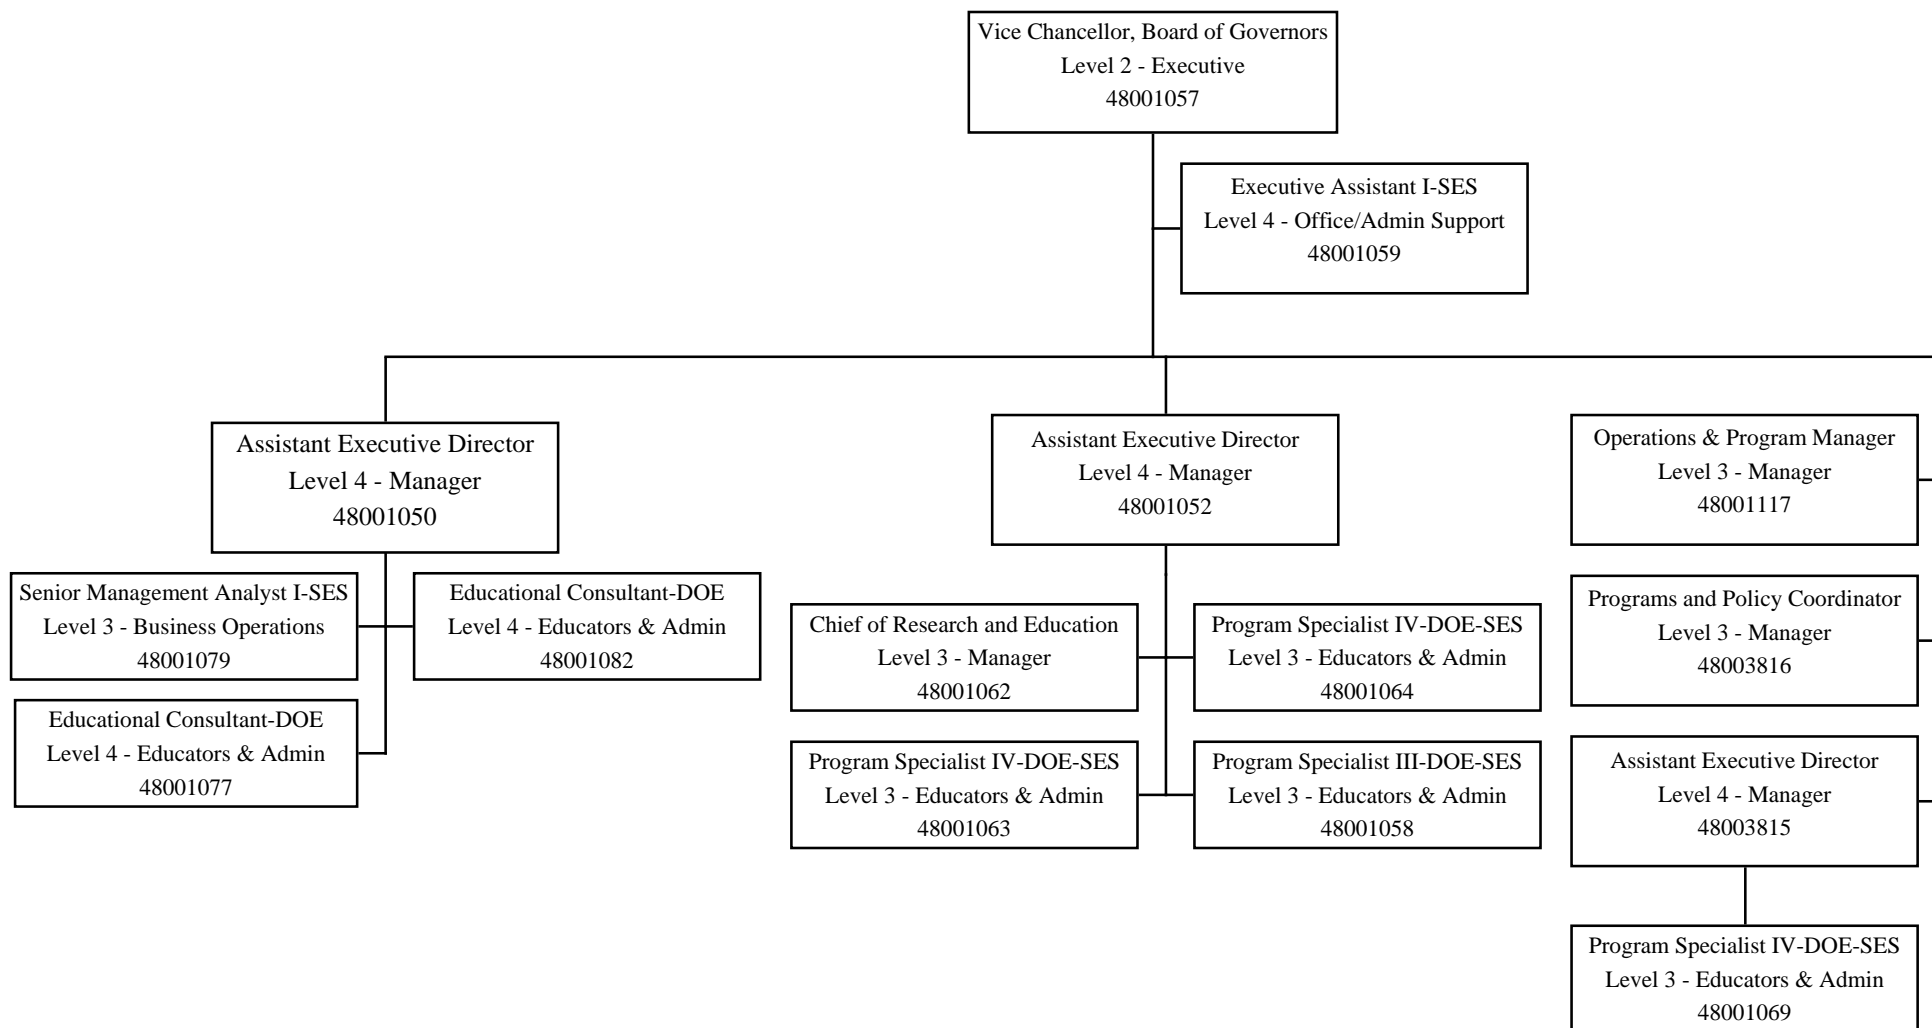 Vice Chancellor, Board of Governors
Level 2 - Executive
48001057
Executive Assistant I-SES
Level 4 - Office/Admin Support
48001059
Assistant Executive Director
Level 4 - Manager
48001050
Senior Management Analyst I-SES
Level 3 - Business Operations
48001079
Educational Consultant-DOE
Level 4 - Educators & Admin
48001082
Educational Consultant-DOE
Level 4 - Educators & Admin
48001077
Assistant Executive Director
Level 4 - Manager
48001052
Chief of Research and Education
Level 3 - Manager
48001062
Program Specialist IV-DOE-SES
Level 3 - Educators & Admin
48001064
Program Specialist IV-DOE-SES
Level 3 - Educators & Admin
48001063
Program Specialist III-DOE-SES
Level 3 - Educators & Admin
48001058
Operations & Program Manager
Level 3 - Manager
48001117
Programs and Policy Coordinator
Level 3 - Manager
48003816
Assistant Executive Director
Level 4 - Manager
48003815
Program Specialist IV-DOE-SES
Level 3 - Educators & Admin
48001069